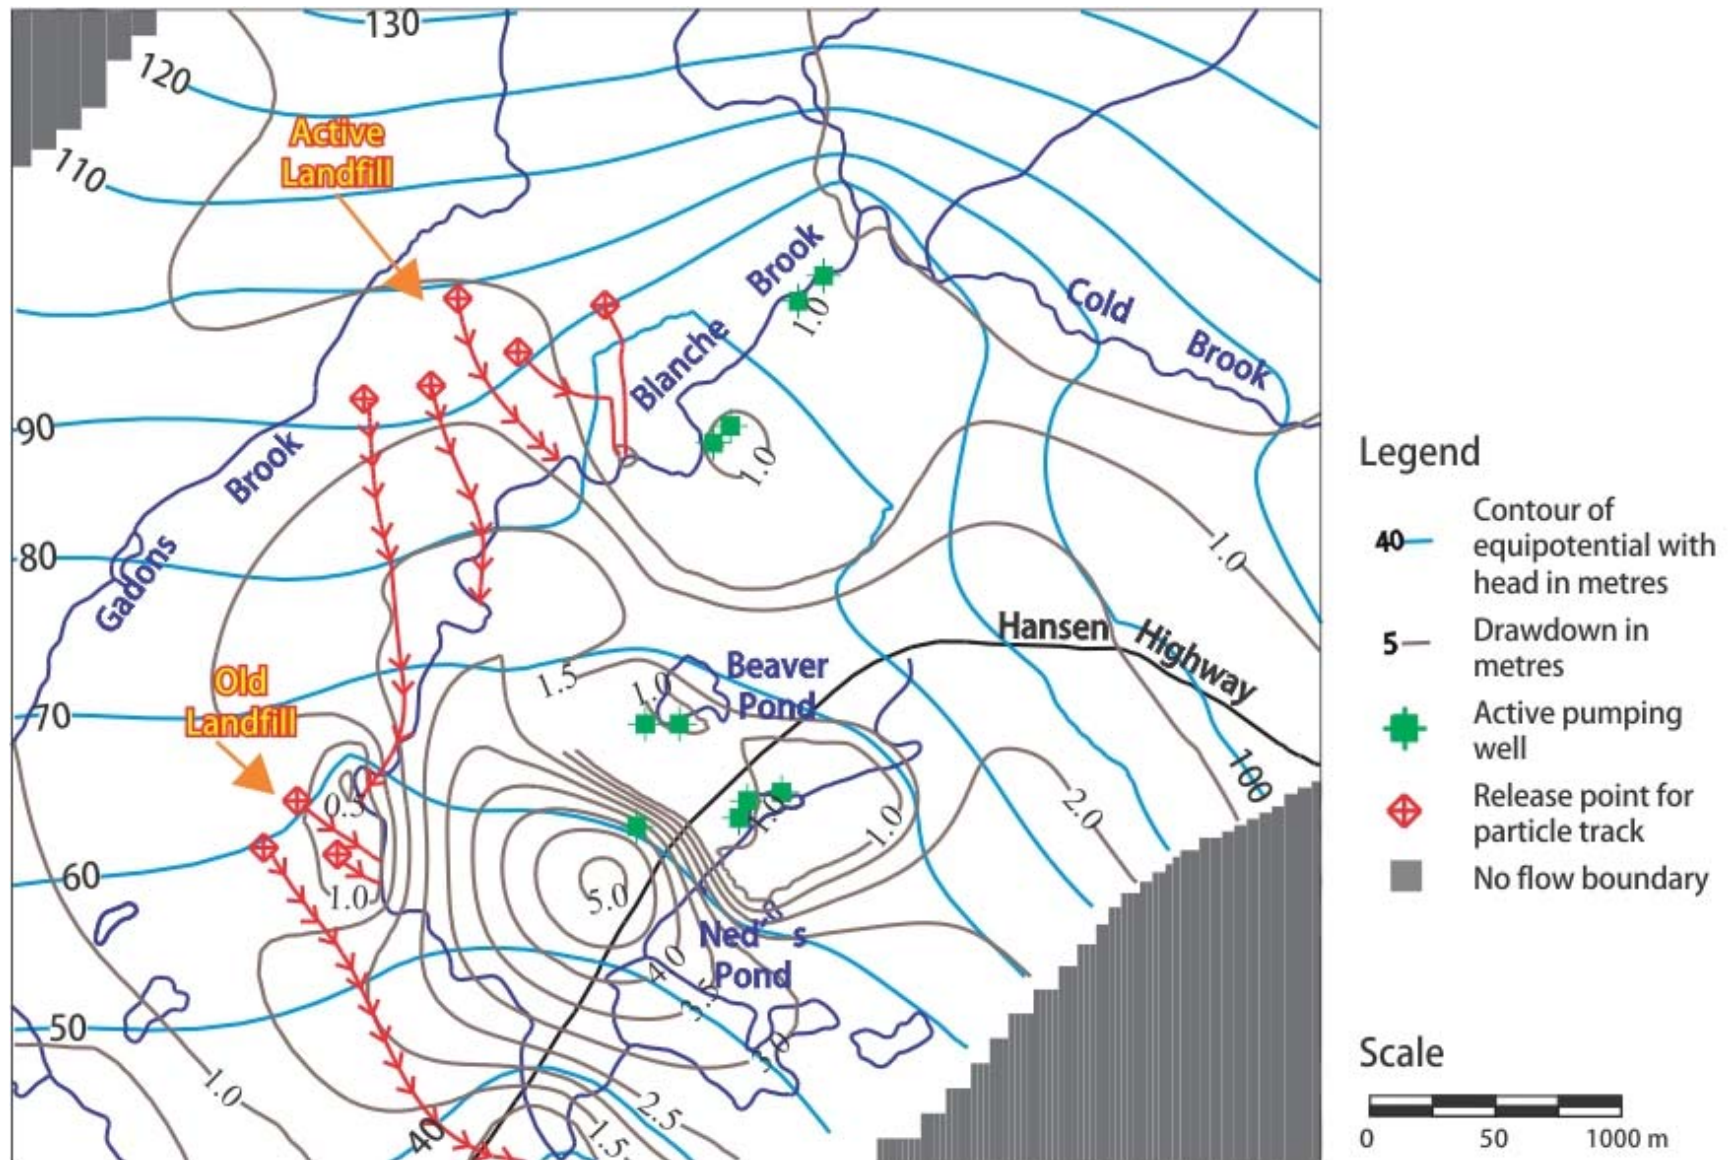 130
120
110
Active
Landfill
Brook
1.0
Cold
Brook
Blanche
90
1.0
Brook
Gadons
80
1.0
Hansen Highway
Old
Landfill
1.5
1.0
Beaver
Pond
70
100
0.5
1.0
1.0
2.0
60
1.0
5.0
Ned' s
Pond
4.0
3.5
50
3.0
1.0
2.5
40
1.5
Legend
40
Contour of
equipotential with
head in metres
5
Drawdown in
metres
Active pumping
well
Release point for
particle track
No flow boundary
Scale
0 50 1000 m